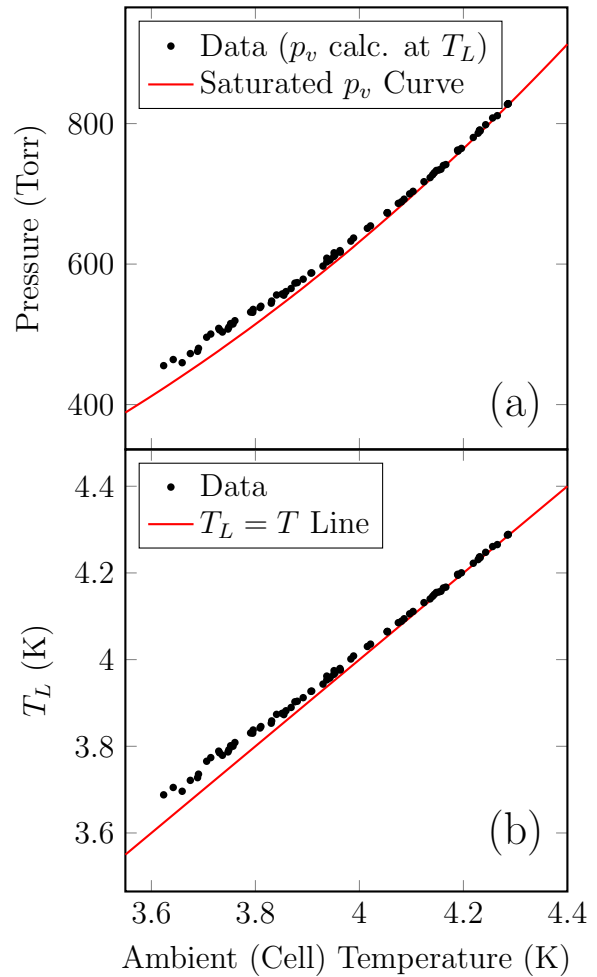 Data (p_v calc. at T_L)
Saturated p_v Curve
800
600
400
Pressure (Torr)
(a)
Data
T_L = T Line
4.4
4.2
4
3.8
3.6
T_L (K)
(b)
3.6 3.8 4 4.2 4.4
Ambient (Cell) Temperature (K)